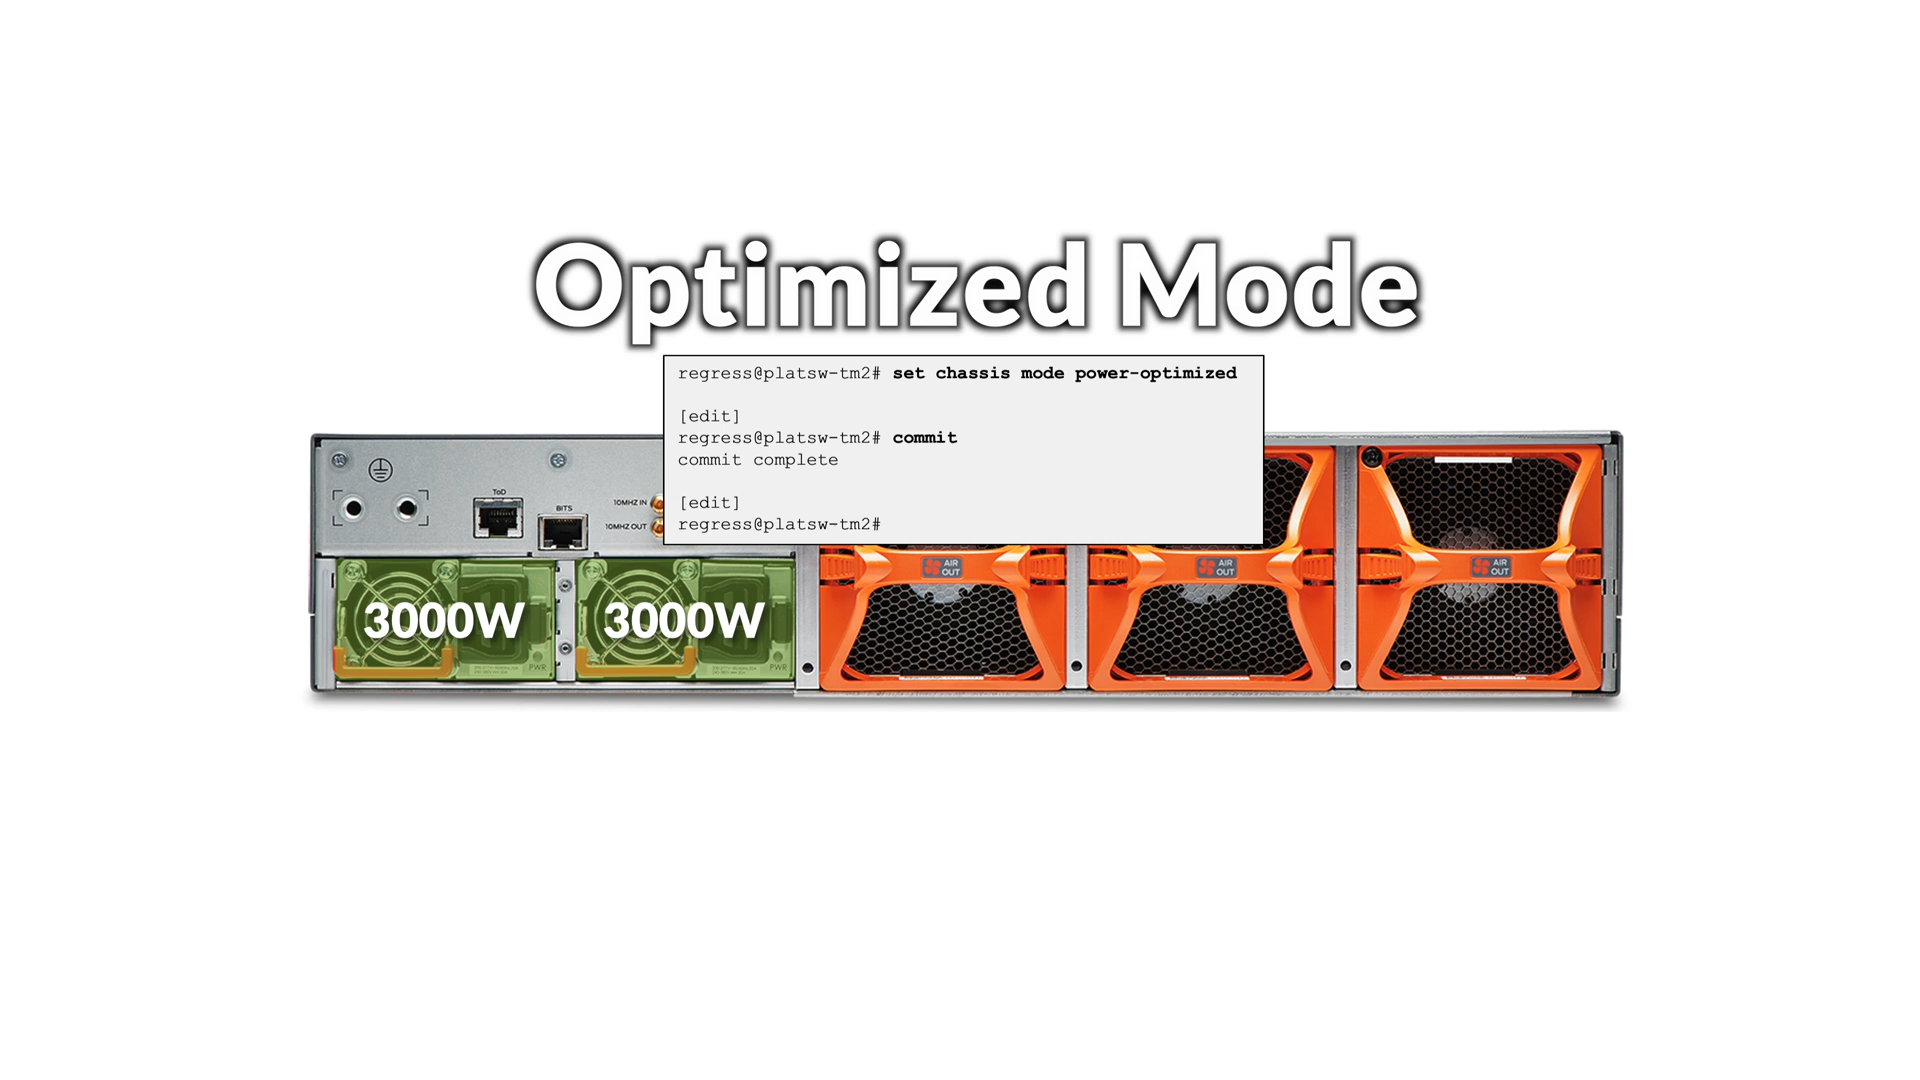 Optimized Mode
regress@platsw-tm2# set chassis mode power-optimized
[edit]
regress@platsw-tm2# commit
commit complete
[edit]
regress@platsw-tm2#
ToD
BITS
10MHZ IN
10MHZ OUT
AIR
OUT
AIR
OUT
AIR
OUT
3000W
3000W
PWR
PWR